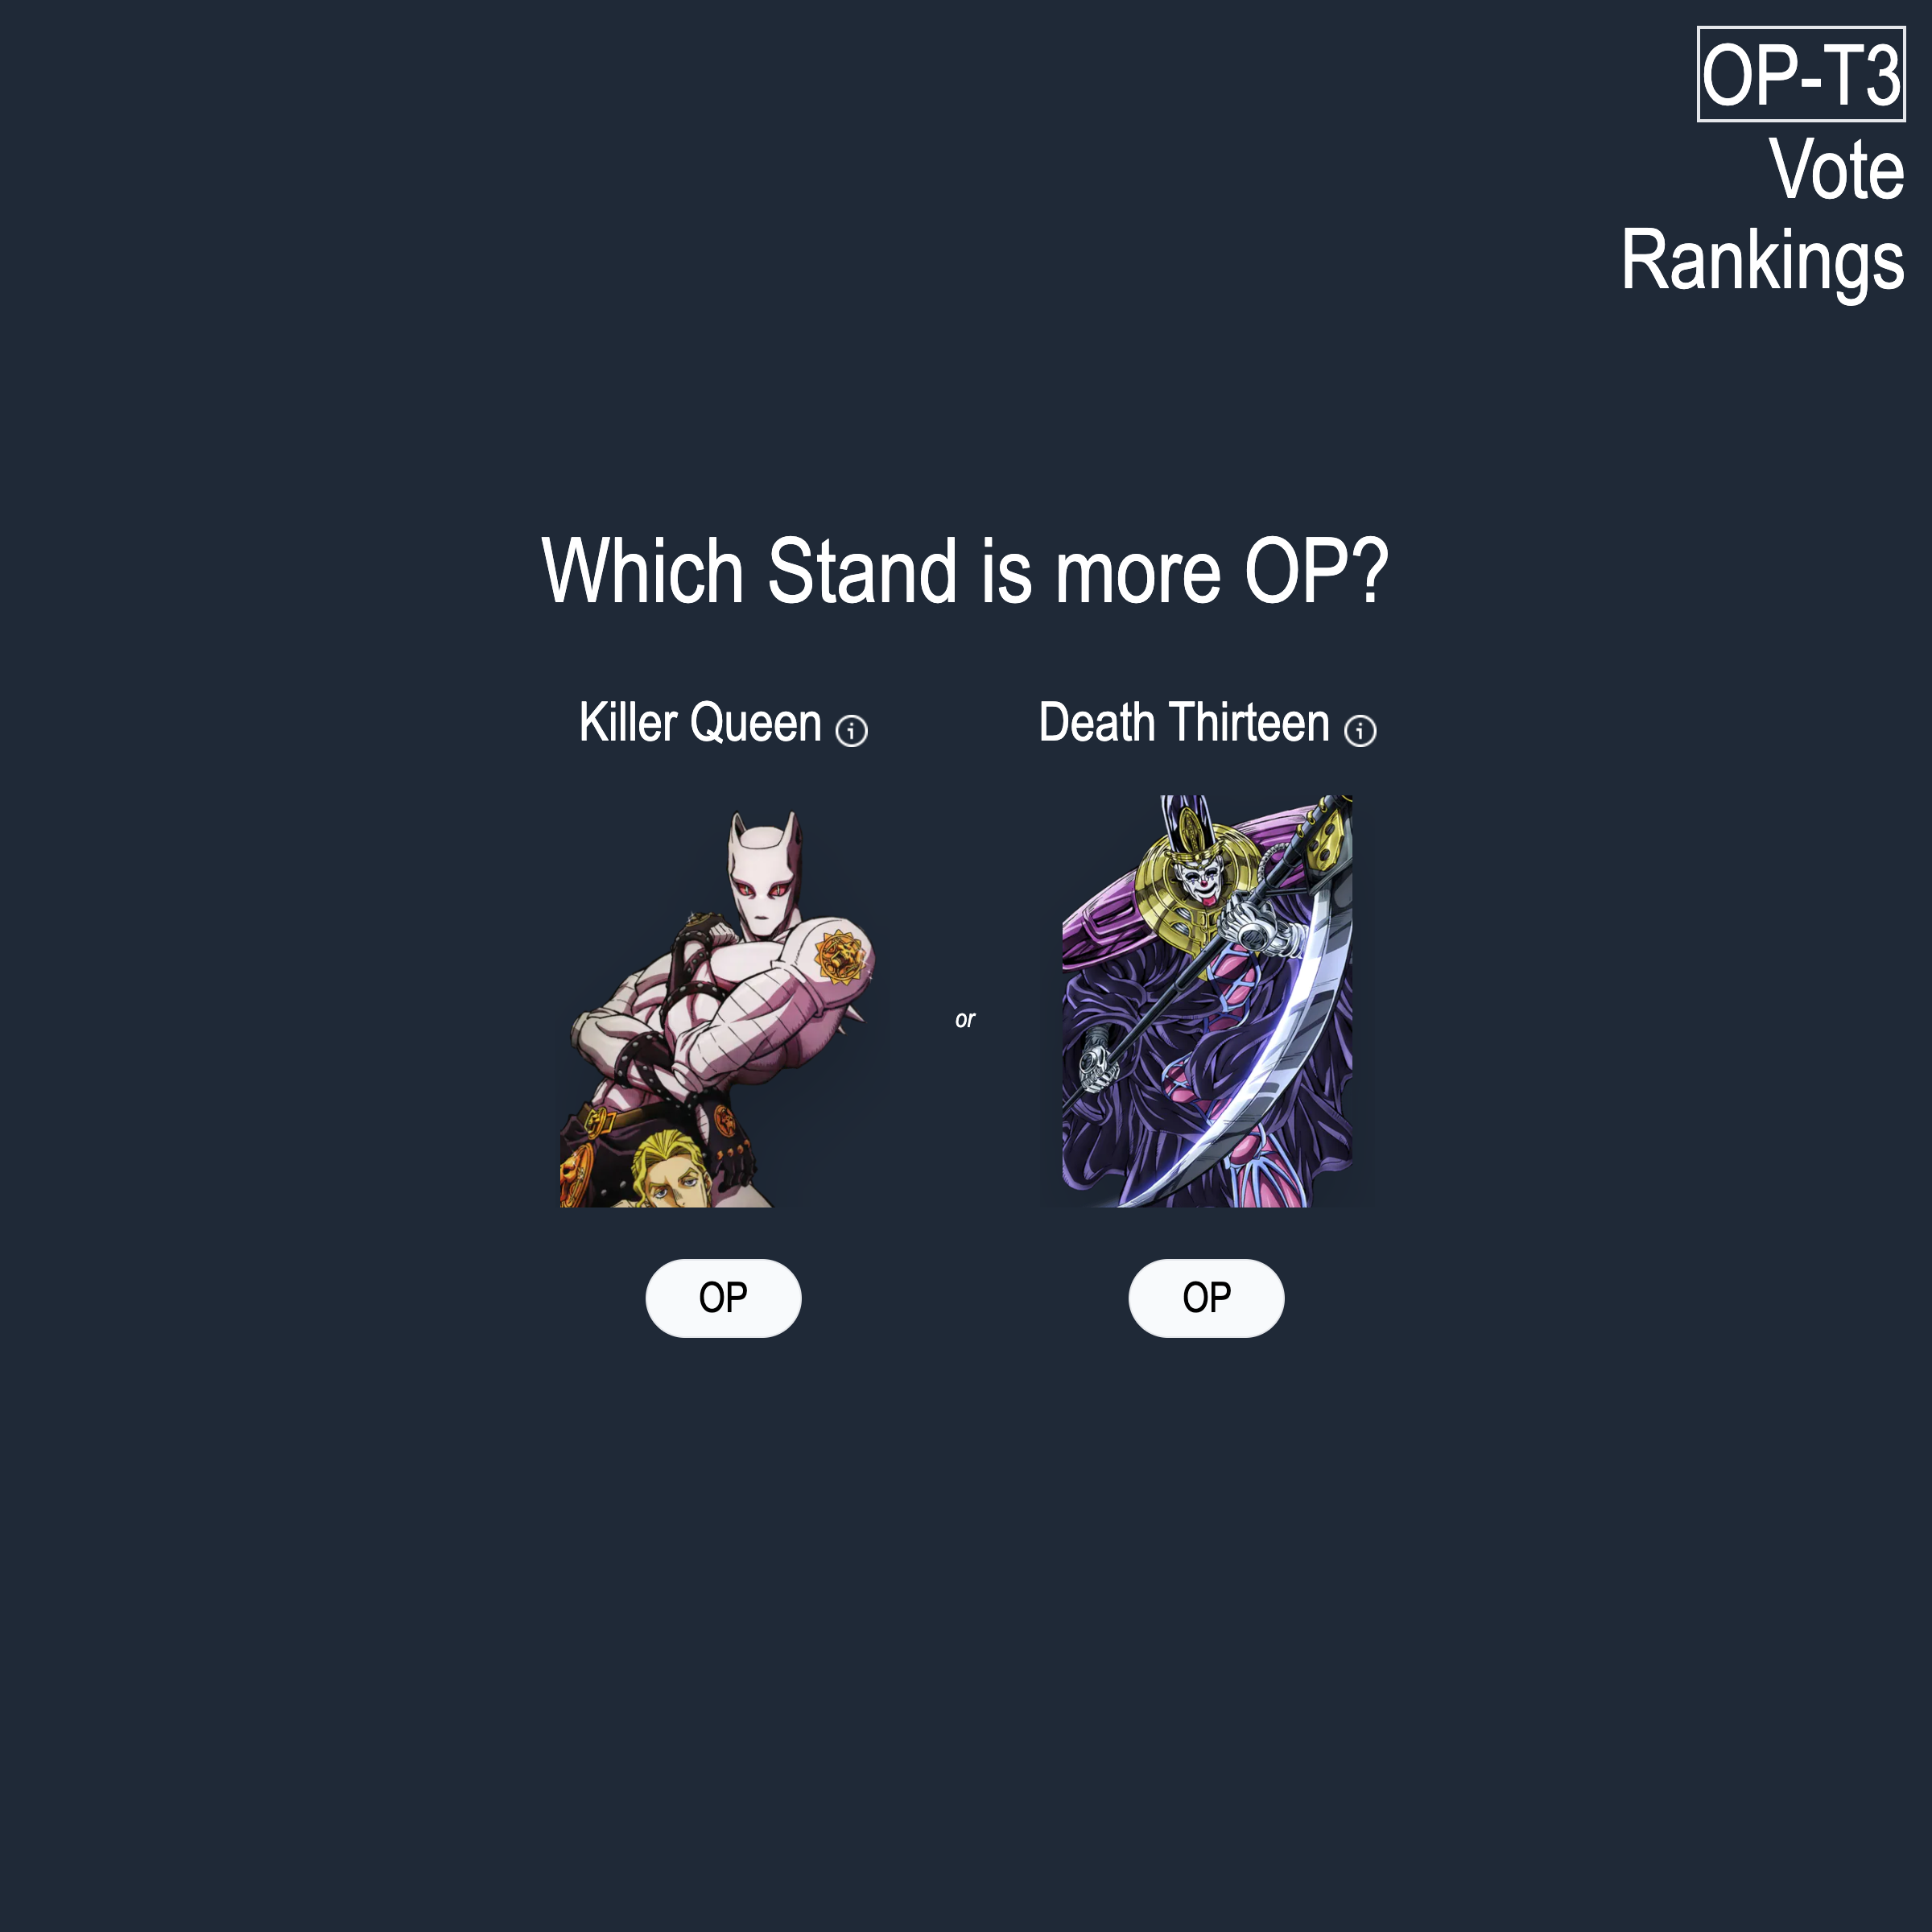 OP-T3
Vote
Rankings
Which Stand is more OP?
Killer Queen
Death Thirteen
or
OP
OP